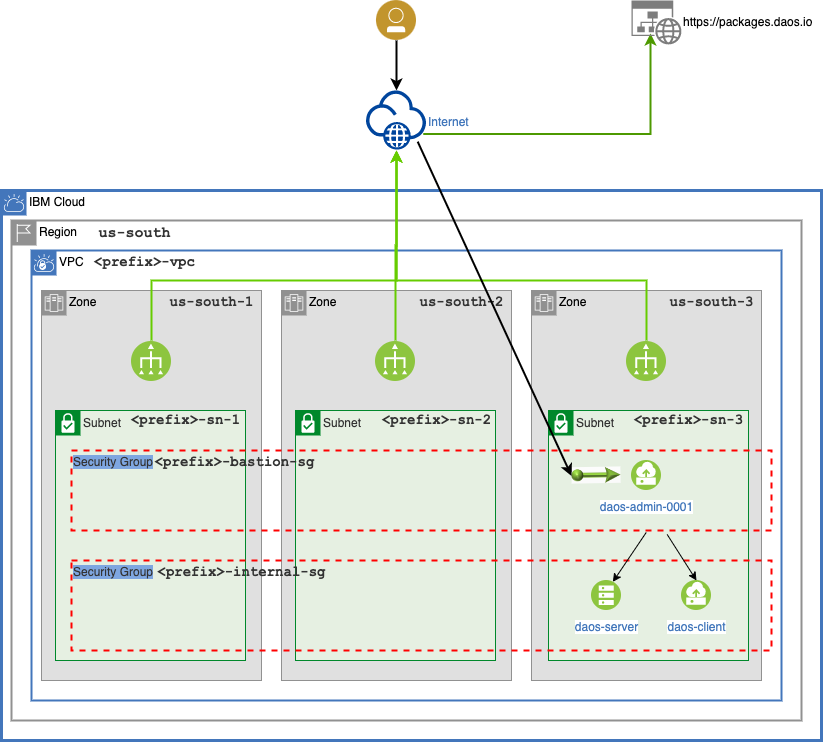 https://packages.daos.io
Internet
IBM Cloud
Region us-south
VPC <prefix>-vpc
Zone us-south-1
Zone us-south-2
Zone us-south-3
Subnet <prefix>-sn-1
Subnet <prefix>-sn-2
Subnet <prefix>-sn-3
Security Group <prefix>-bastion-sg
daos-admin-0001
Security Group <prefix>-internal-sg
daos-server
daos-client